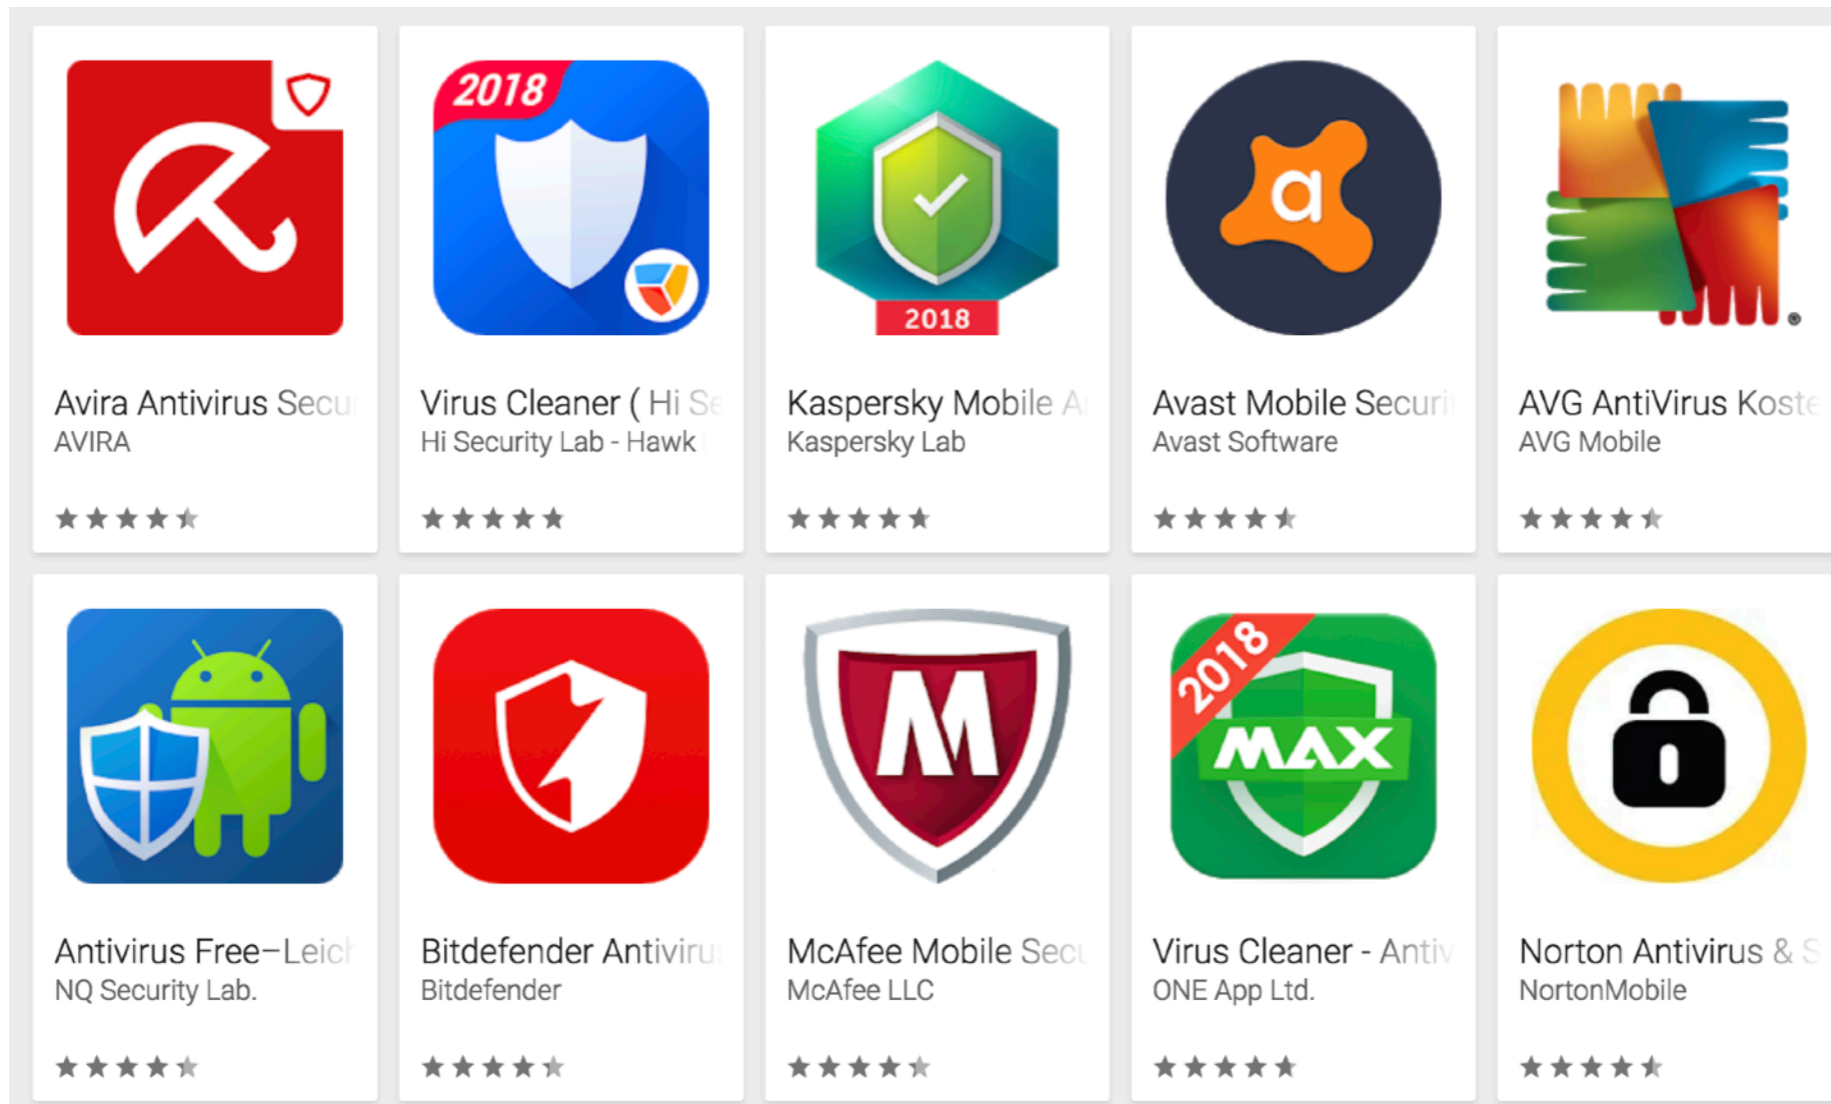 2018
2018
a
®
Avira Antivirus Secu
AVIRA
Virus Cleaner ( Hi Se
Hi Security Lab - Hawk
Kaspersky Mobile A
Kaspersky Lab
Avast Mobile Securi
Avast Software
AVG AntiVirus Koste
AVG Mobile
2018
M
MAX
Antivirus Free–Leich
NQ Security Lab.
Bitdefender Antiviru
Bitdefender
McAfee Mobile Secu
McAfee LLC
Virus Cleaner - Antiv
ONE App Ltd.
Norton Antivirus & S
NortonMobile